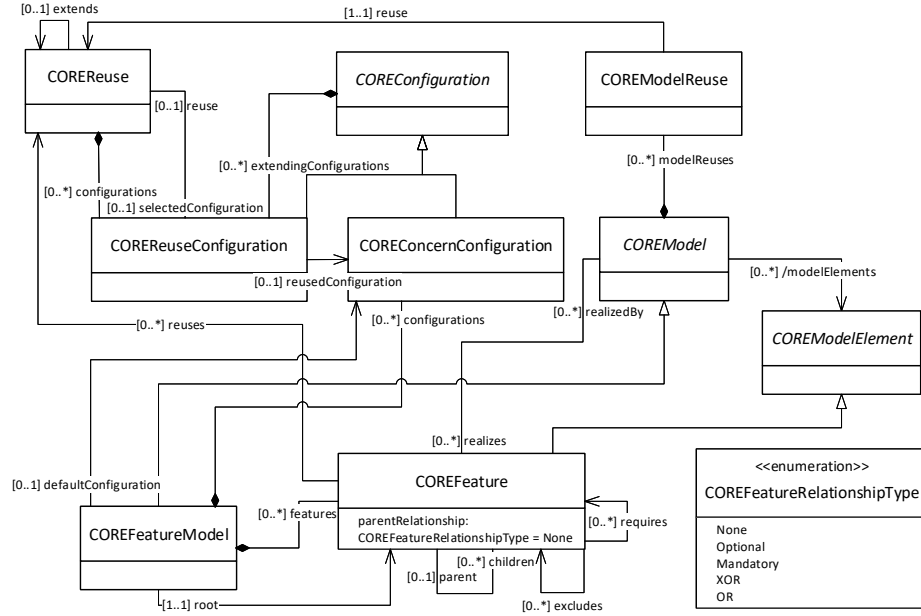 [0..1] extends
[1..1] reuse
COREReuse
COREConfiguration
COREModelReuse
[0..1] reuse
[0..*] extendingConfigurations
[0..*] modelReuses
[0..*] configurations
[0..1] selectedConfiguration
COREReuseConfiguration
COREConcernConfiguration
COREModel
[0..1] reusedConfiguration
[0..*] /modelElements
[0..*] reuses
[0..*] configurations
[0..*] realizedBy
COREModelElement
[0..*] realizes
[0..1] defaultConfiguration
COREFeature
<<enumeration>>
COREFeatureRelationshipType
COREFeatureModel
[0..*] features
parentRelationship:
COREFeatureRelationshipType = None
[0..*] requires
None
Optional
Mandatory
XOR
OR
[0..*] children
[0..1] parent
[1..1] root
[0..*] excludes